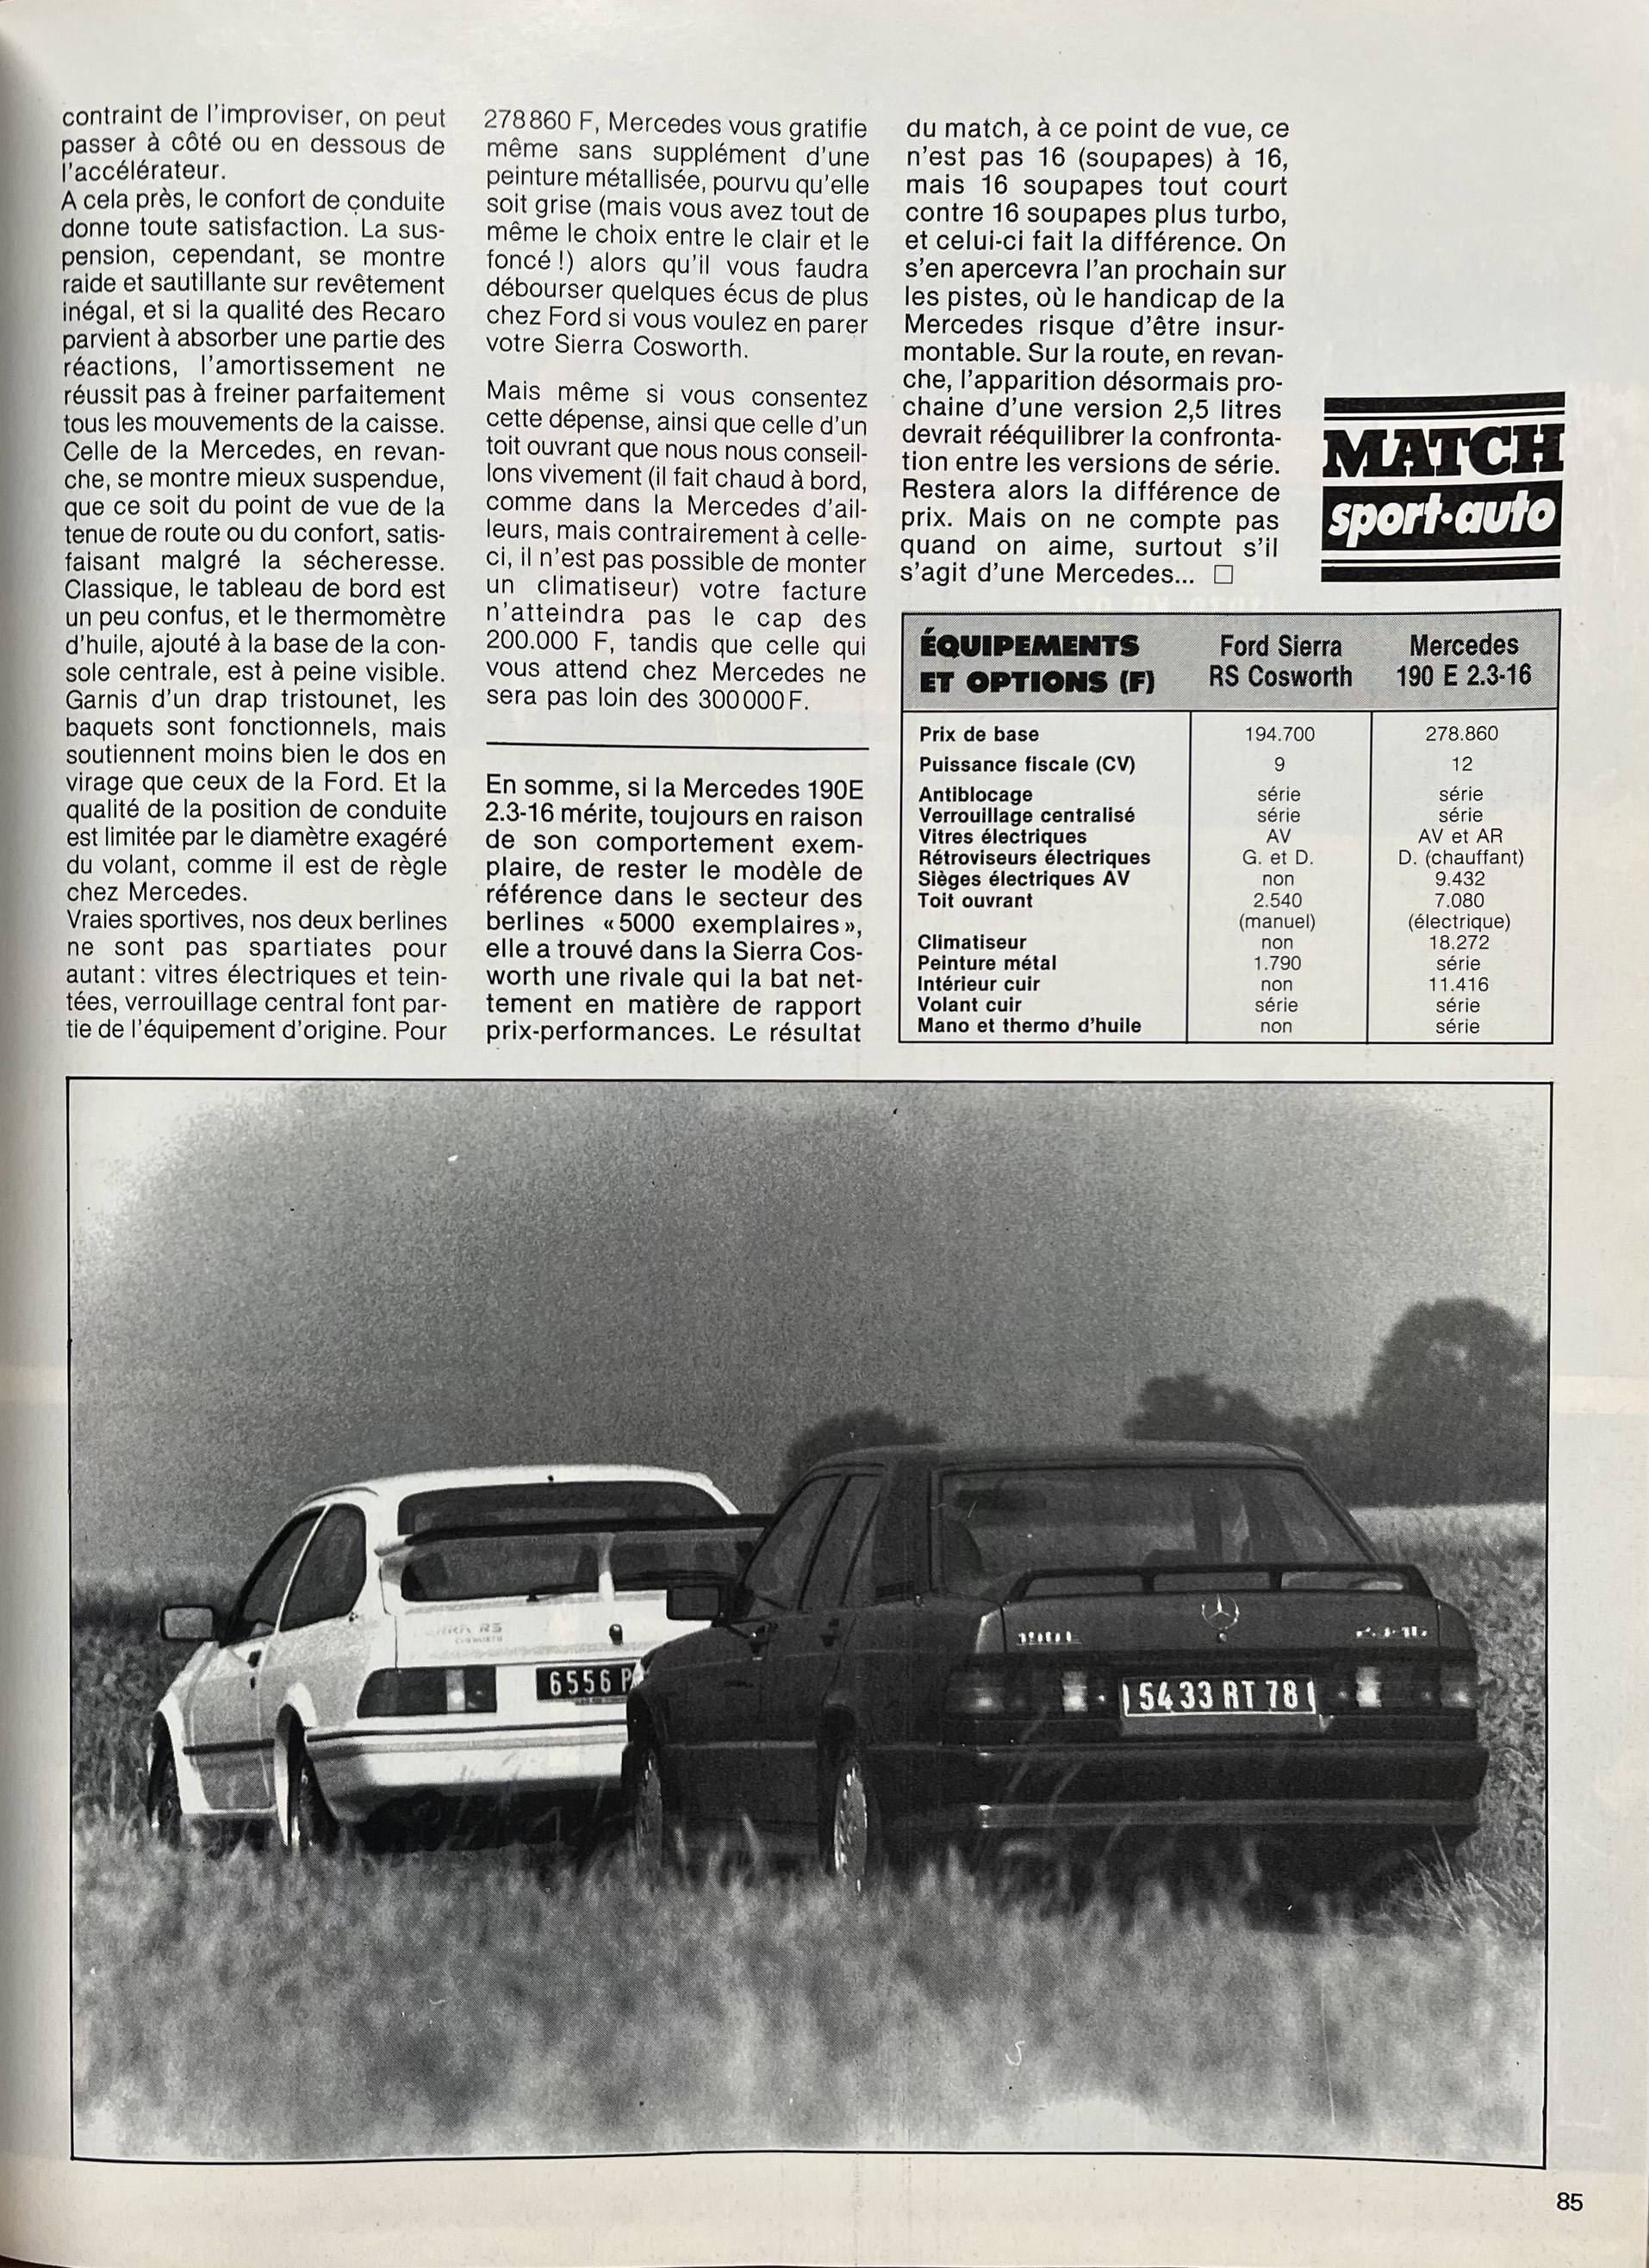 contraint de l'improviser, on peut
passer à côté ou en dessous de
l'accélérateur.
A cela près, le confort de conduite
donne toute satisfaction. La sus-
pension, cependant, se montre
raide et sautillante sur revêtement
inégal, et si la qualité des Recaro
parvient à absorber une partie des
réactions, l'amortissement ne
réussit pas à freiner parfaitement
tous les mouvements de la caisse.
Celle de la Mercedes, en revan-
che, se montre mieux suspendue,
que ce soit du point de vue de la
tenue de route ou du confort, satis-
faisant malgré la sécheresse.
Classique, le tableau de bord est
un peu confus, et le thermomètre
d'huile, ajouté à la base de la con-
sole centrale, est à peine visible.
Garnis d'un drap tristounet, les
baquets sont fonctionnels, mais
soutiennent moins bien le dos en
virage que ceux de la Ford. Et la
qualité de la position de conduite
est limitée par le diamètre exagéré
du volant, comme il est de règle
chez Mercedes.
Vraies sportives, nos deux berlines
ne sont pas spartiates pour
autant : vitres électriques et tein-
tées, verrouillage central font par-
tie de l'équipement d'origine. Pour
278 860 F, Mercedes vous gratifie
même sans supplément d'une
peinture métallisée, pourvu qu'elle
soit grise (mais vous avez tout de
même le choix entre le clair et le
foncé !) alors qu'il vous faudra
débourser quelques écus de plus
chez Ford si vous voulez en parer
votre Sierra Cosworth.
Mais même si vous consentez
cette dépense, ainsi que celle d'un
toit ouvrant que nous nous conseil-
lons vivement (il fait chaud à bord,
comme dans la Mercedes d'ail-
leurs, mais contrairement à celle-
ci, il n'est pas possible de monter
un climatiseur) votre facture
n'atteindra pas le cap des
200.000 F, tandis que celle qui
vous attend chez Mercedes ne
sera pas loin des 300 000 F.
En somme, si la Mercedes 190E
2.3-16 mérite, toujours en raison
de son comportement exem-
plaire, de rester le modèle de
référence dans le secteur des
berlines « 5000 exemplaires »,
elle a trouvé dans la Sierra Cos-
worth une rivale qui la bat net-
tement en matière de rapport
prix-performances. Le résultat
du match, à ce point de vue, ce
n'est pas 16 (soupapes) à 16,
mais 16 soupapes tout court
contre 16 soupapes plus turbo,
et celui-ci fait la différence. On
s'en apercevra l'an prochain sur
les pistes, où le handicap de la
Mercedes risque d'être insur-
montable. Sur la route, en revan-
che, l'apparition désormais pro-
chaine d'une version 2,5 litres
devrait rééquilibrer la confronta-
tion entre les versions de série.
Restera alors la différence de
prix. Mais on ne compte pas
quand on aime, surtout s'il
s'agit d'une Mercedes... □
MATCH
sport·auto
ÉQUIPEMENTS ET OPTIONS (F) Ford Sierra RS Cosworth Mercedes 190 E 2.3-16
Prix de base 194.700 278.860
Puissance fiscale (CV) 9 12
Antiblocage série série
Verrouillage centralisé série série
Vitres électriques AV AV et AR
Rétroviseurs électriques G. et D. D. (chauffant)
Sièges électriques AV non 9.432
Toit ouvrant 2.540 7.080
(manuel) (électrique)
Climatiseur non 18.272
Peinture métal 1.790 série
Intérieur cuir non 11.416
Volant cuir série série
Mano et thermo d'huile non série
RS
6556 P
190 E
2.3-16
5433 RT 78
85